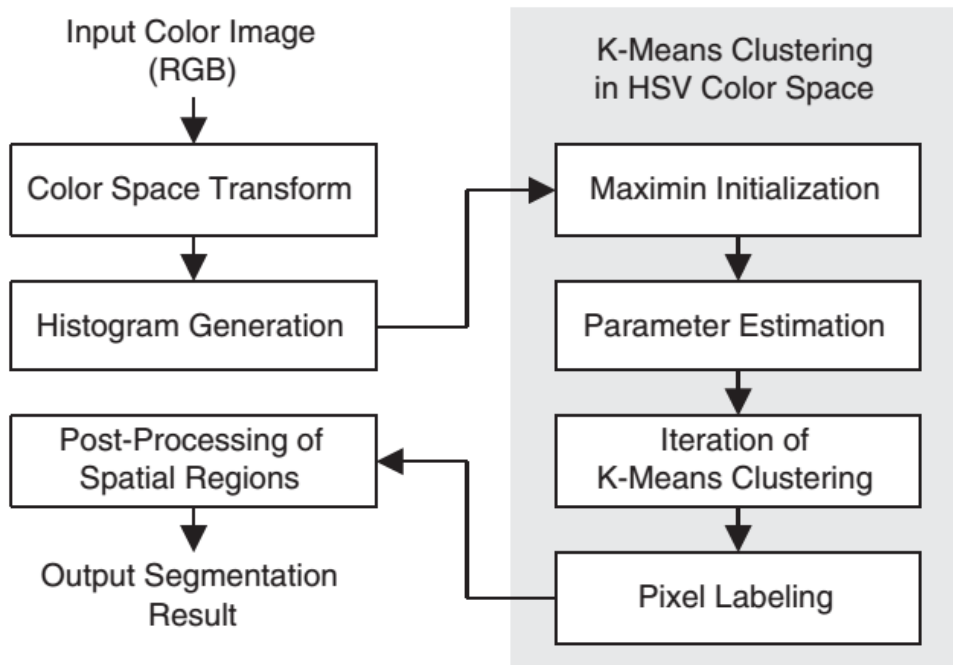 Input Color Image
(RGB)
Color Space Transform
Histogram Generation
K-Means Clustering
in HSV Color Space
Maximin Initialization
Parameter Estimation
Iteration of
K-Means Clustering
Pixel Labeling
Post-Processing of
Spatial Regions
Output Segmentation
Result